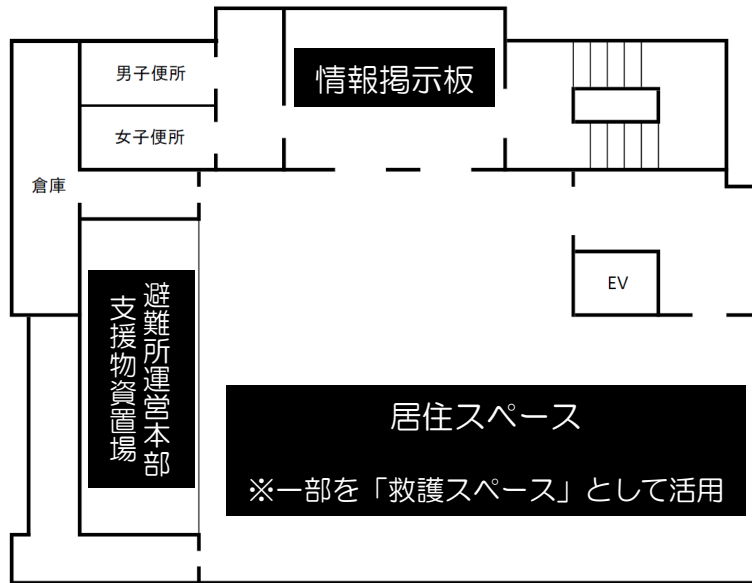 情報掲示板
男子便所
女子便所
倉庫
EV
避難所運営本部
支援物資置場
居住スペース
※一部を「救護スペース」として活用